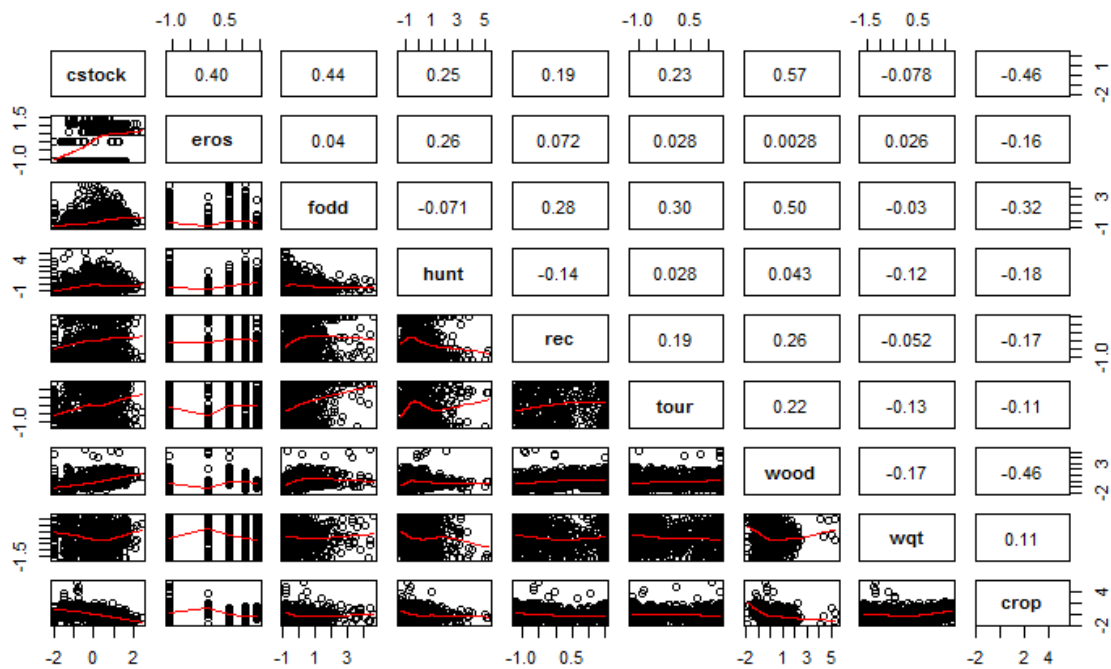 -1.0 0.5 -1 1 3 5 -1.0 0.5 -1.5 0.5
cstock 0.40 0.44 0.25 0.19 0.23 0.57 -0.078 -0.46 -2 1
-1.0 1.5 eros 0.04 0.26 0.072 0.028 0.0028 0.026 -0.16
fodd -0.071 0.28 0.30 0.50 -0.03 -0.32 -1 3
-1 4 hunt -0.14 0.028 0.043 -0.12 -0.18
rec 0.19 0.26 -0.052 -0.17 -1.0
-1.0 tour 0.22 -0.13 -0.11
wood -0.17 -0.46 -2 3
-1.5 wqt 0.11
crop -2 4
-2 0 2 -1 1 3 -1.0 0.5 -2 1 3 5 -2 2 4